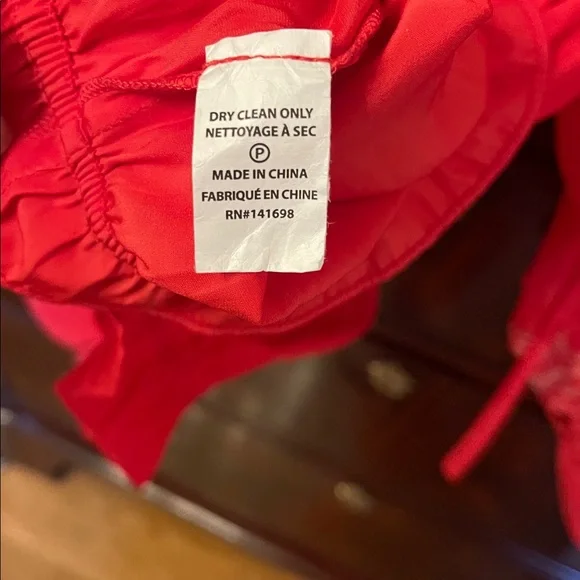 DRY CLEAN ONLY
NETTOYAGE À SEC
P
MADE IN CHINA
FABRIQUÉ EN CHINE
RN#141698